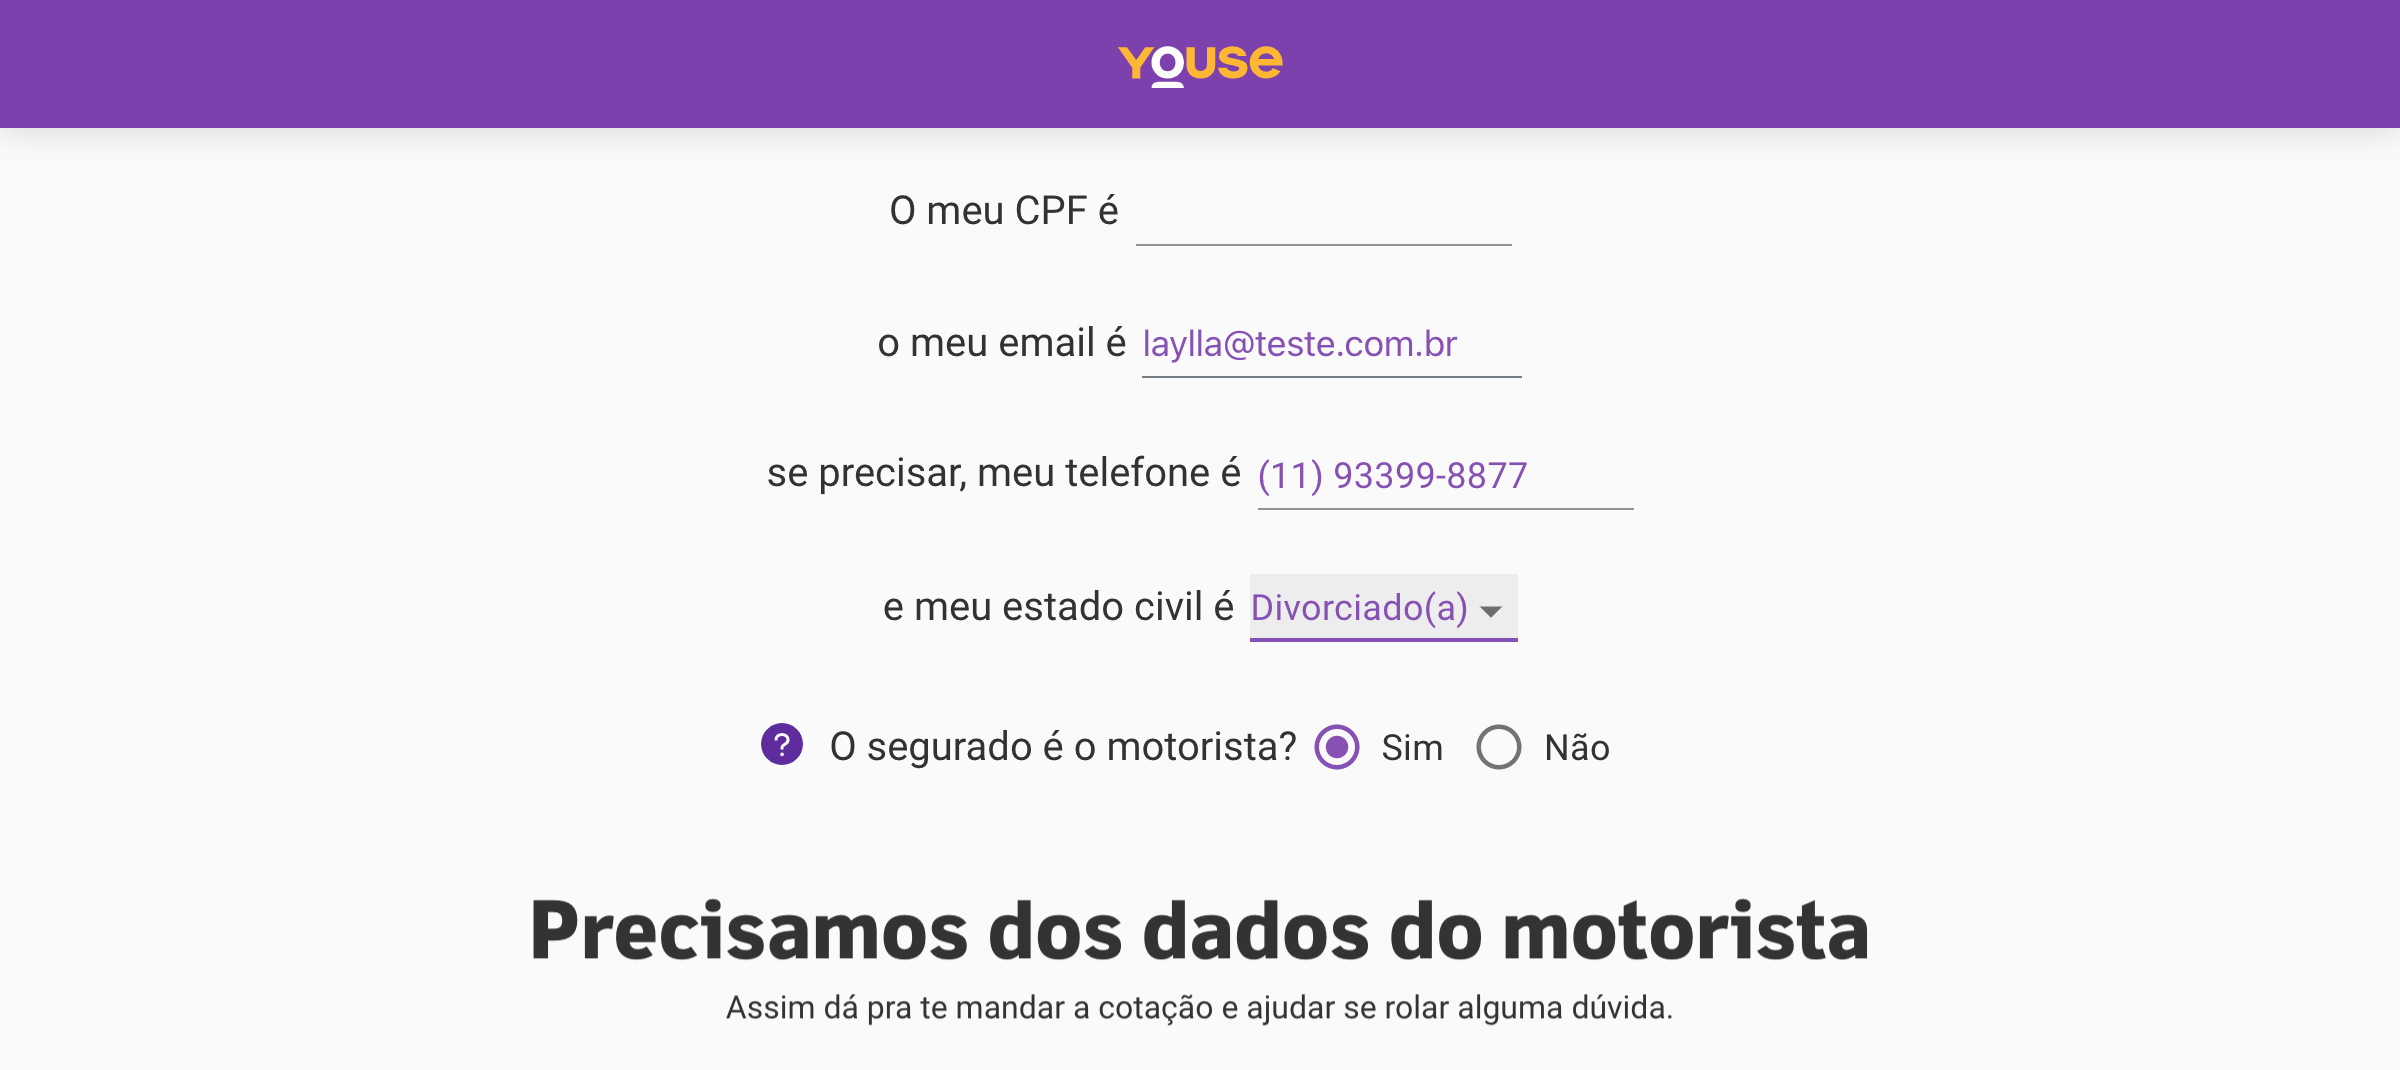 Youse
O meu CPF é
o meu email é laylla@teste.com.br
se precisar, meu telefone é (11) 93399-8877
e meu estado civil é Divorciado(a)
? O segurado é o motorista? Sim Não
Precisamos dos dados do motorista
Assim dá pra te mandar a cotação e ajudar se rolar alguma dúvida.